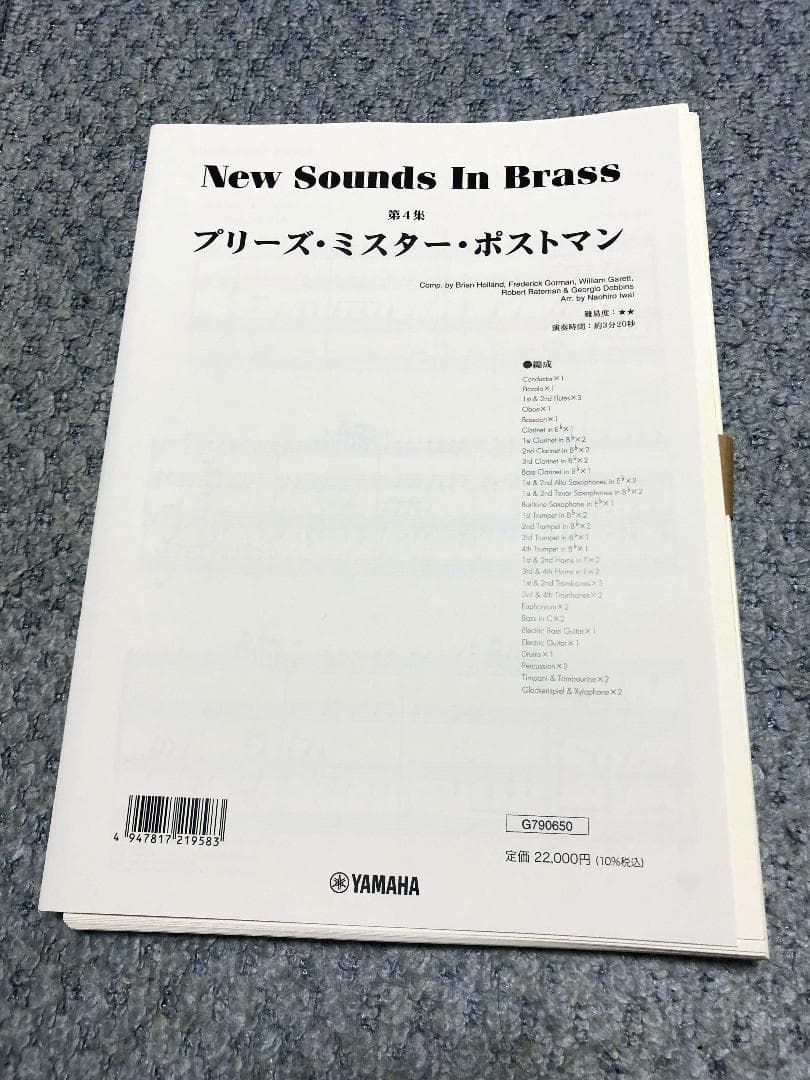 New Sounds In Brass
第4集
プリーズ・ミスター・ポストマン
Comp. by Brian Holland, Frederick Gorman, William Garett,
Robert Bateman & Georgio Dobbins
Arr. by Naohiro Iwai
難易度：★★
演奏時間：約3分20秒
●編成
Conductor×1
Piccolo×1
1st & 2nd Flutes×3
Oboe×1
Bassoon×1
Clarinet in E♭×1
1st Clarinet in B♭×2
2nd Clarinet in B♭×2
3rd Clarinet in B♭×2
Bass Clarinet in B♭×1
1st & 2nd Alto Saxophones in E♭×2
1st & 2nd Tenor Saxophones in B♭×2
Baritone Saxophone in E♭×1
1st Trumpet in B♭×2
2nd Trumpet in B♭×2
3rd Trumpet in B♭×1
4th Trumpet in B♭×1
1st & 2nd Horns in F×2
3rd & 4th Horns in F×2
1st & 2nd Trombones×3
3rd & 4th Trombones×2
Euphonium×2
Bass in C×2
Electric Bass Guitar×1
Electric Guitar×1
Drums×1
Percussion×3
Timpani & Tambourine×2
Glockenspiel & Xylophone×2
4 947817 219583
G790650
定価 22,000円 (10%税込)
YAMAHA